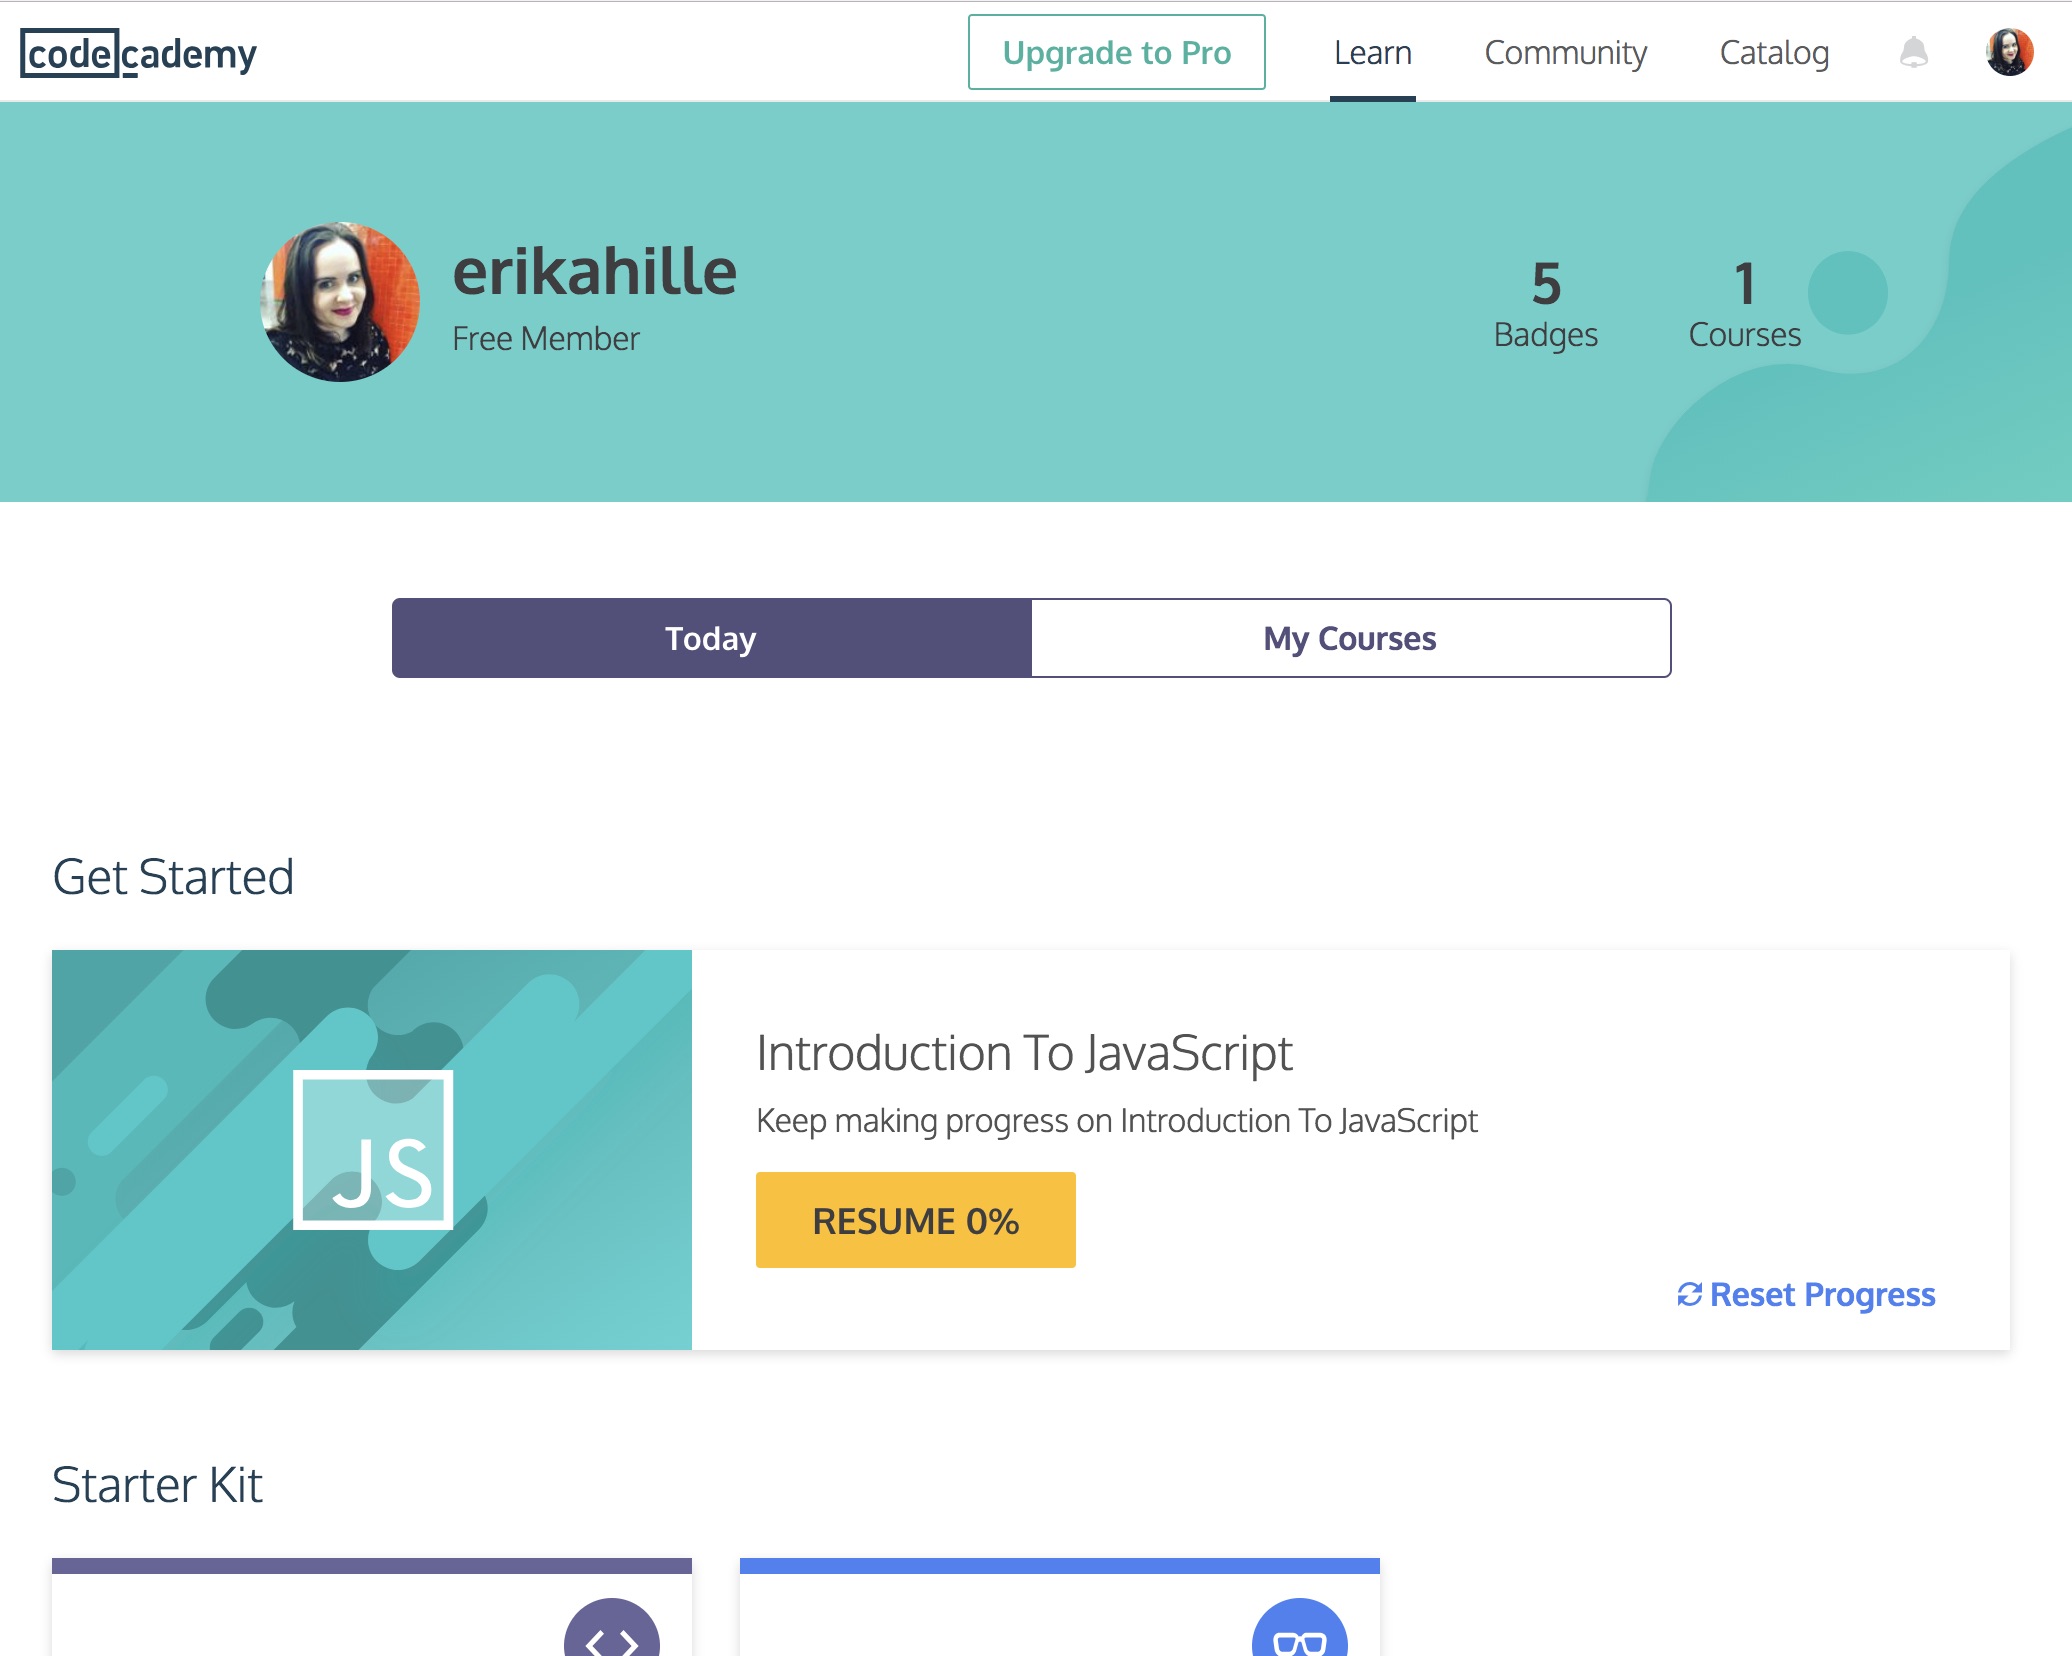 codecademy
Upgrade to Pro
Learn
Community
Catalog
erikahille
Free Member
5
Badges
1
Courses
Today
My Courses
Get Started
JS
Introduction To JavaScript
Keep making progress on Introduction To JavaScript
RESUME 0%
Reset Progress
Starter Kit